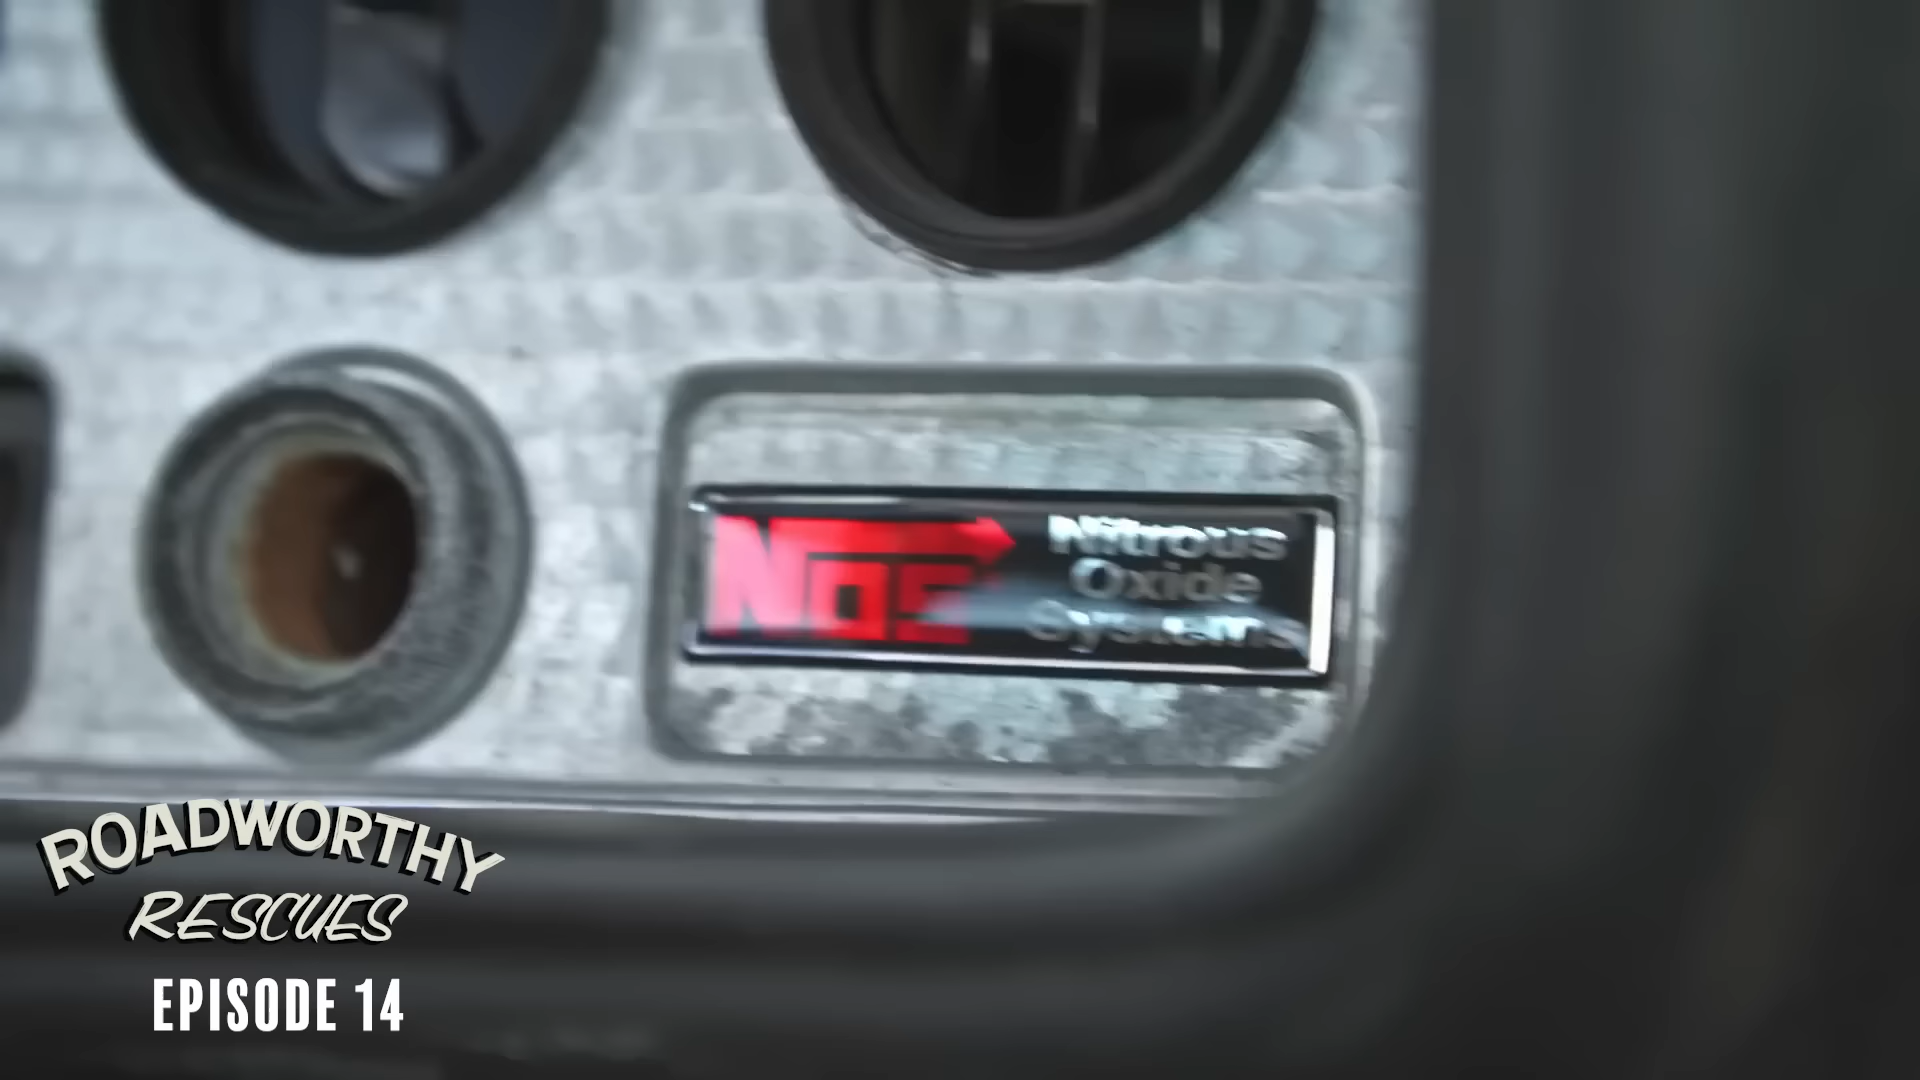 NOS
Nitrous
Oxide
Systems
ROADWORTHY
RESCUES
EPISODE 14